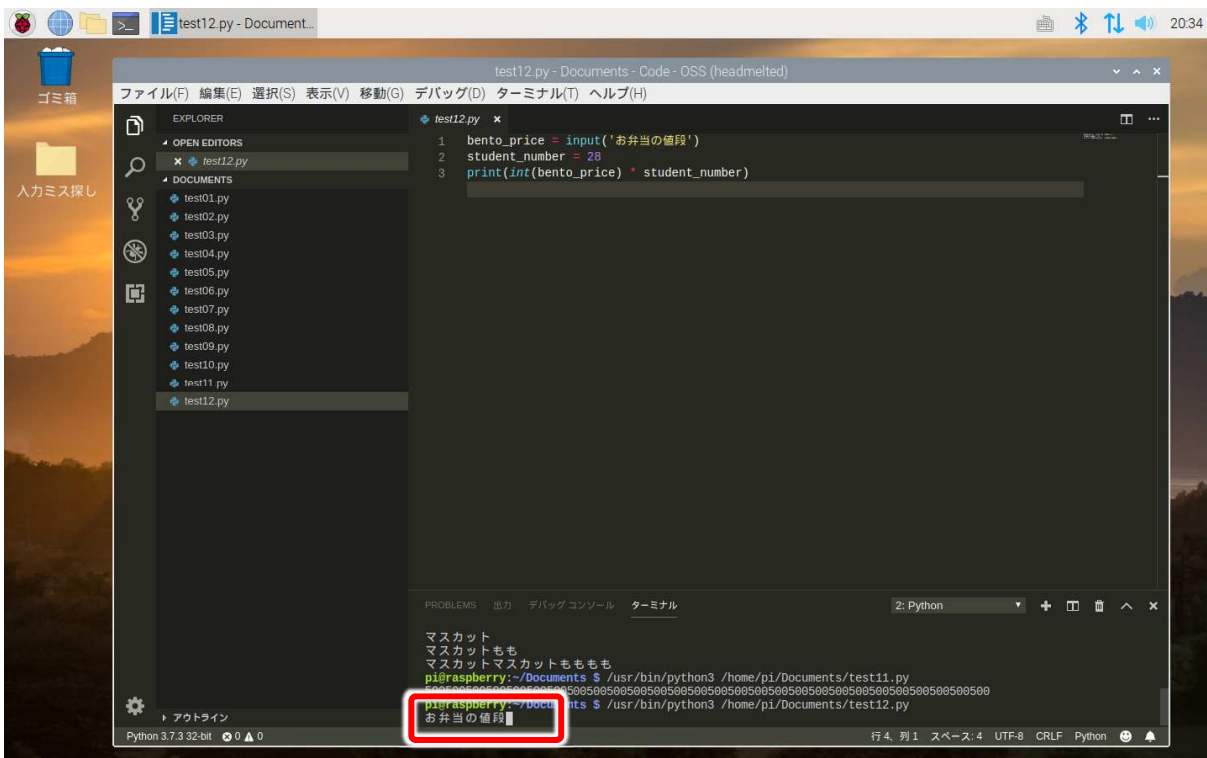 test12.py - Document...
20:34
ゴミ箱
入力ミス探し
test12.py - Documents - Code - OSS (headmelted)
ファイル(F) 編集(E) 選択(S) 表示(V) 移動(G) デバッグ(D) ターミナル(T) ヘルプ(H)
EXPLORER
OPEN EDITORS
test12.py
DOCUMENTS
test01.py
test02.py
test03.py
test04.py
test05.py
test06.py
test07.py
test08.py
test09.py
test10.py
test11.py
test12.py
アウトライン
test12.py
1 bento_price = input('お弁当の値段')
2 student_number = 28
3 print(int(bento_price) * student_number)
PROBLEMS 出力 デバッグ コンソール ターミナル 2: Python
マスカット
マスカットもも
マスカットマスカットもももも
pi@raspberry:~/Documents $ /usr/bin/python3 /home/pi/Documents/test11.py
pi@raspberry:~/Documents $ /usr/bin/python3 /home/pi/Documents/test12.py
お弁当の値段
Python 3.7.3 32-bit 0 0 行 4、列 1 スペース: 4 UTF-8 CRLF Python